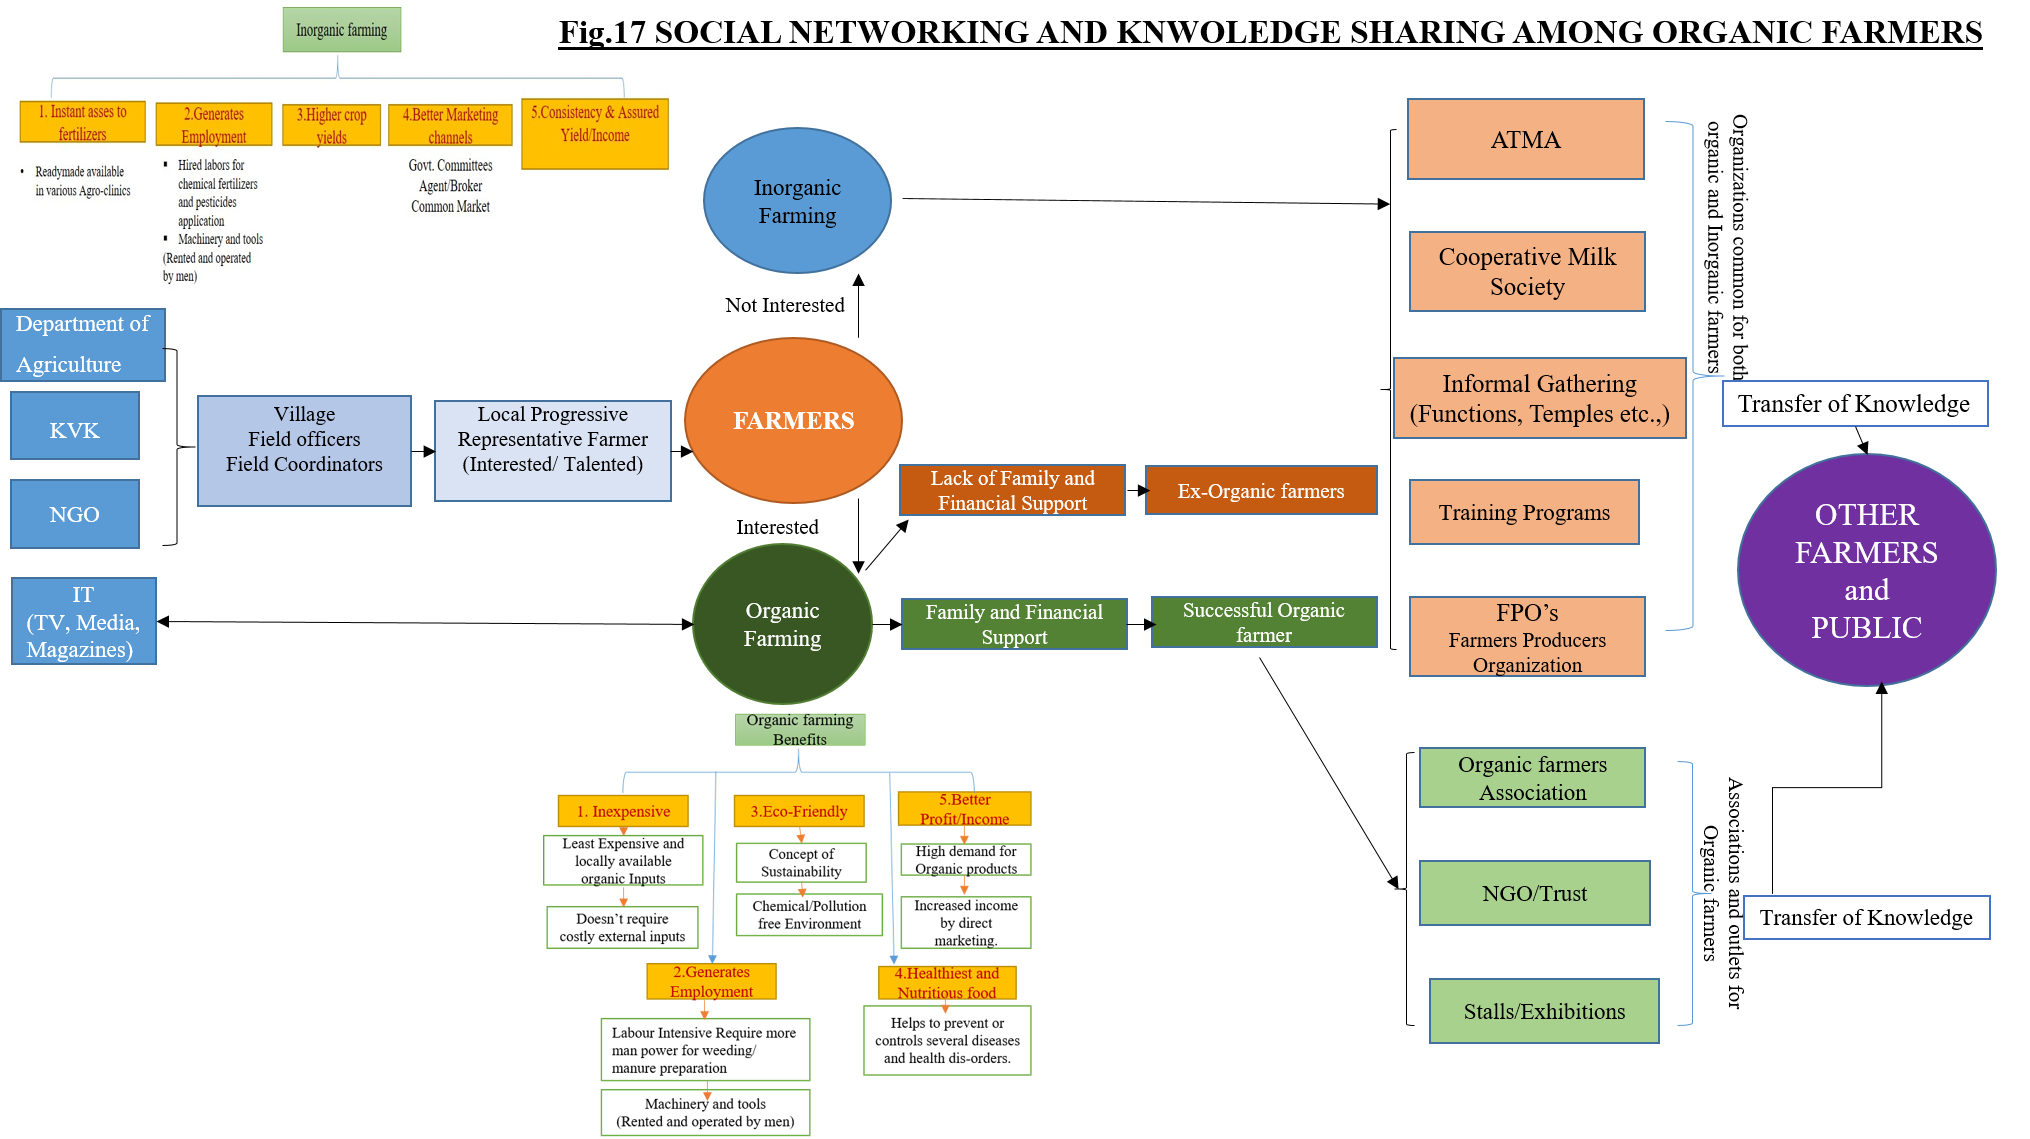 Fig.17 SOCIAL NETWORKING AND KNWOLEDGE SHARING AMONG ORGANIC FARMERS
Inorganic farming
1. Instant asses to
fertilizers
2.Generates
Employment
3.Higher crop
yields
4.Better Marketing
channels
5.Consistency & Assured
Yield/Income
• Readymade available
in various Agro-clinics
▪ Hired labors for
chemical fertilizers
and pesticides
application
▪ Machinery and tools
(Rented and operated
by men)
Govt. Committees
Agent/Broker
Common Market
Inorganic
Farming
Not Interested
Department of
Agriculture
KVK
NGO
IT
(TV, Media,
Magazines)
Village
Field officers
Field Coordinators
Local Progressive
Representative Farmer
(Interested/ Talented)
FARMERS
Interested
Organic
Farming
Lack of Family and
Financial Support
Ex-Organic farmers
Family and Financial
Support
Successful Organic
farmer
ATMA
Cooperative Milk
Society
Informal Gathering
(Functions, Temples etc.,)
Training Programs
FPO’s
Farmers Producers
Organization
Organizations common for both
organic and Inorganic farmers
Transfer of Knowledge
OTHER
FARMERS
and
PUBLIC
Organic farmers
Association
NGO/Trust
Stalls/Exhibitions
Associations and outlets for
Organic farmers
Transfer of Knowledge
Organic farming
Benefits
1. Inexpensive
Least Expensive and
locally available
organic Inputs
Doesn’t require
costly external inputs
2.Generates
Employment
Labour Intensive Require more
man power for weeding/
manure preparation
Machinery and tools
(Rented and operated by men)
3.Eco-Friendly
Concept of
Sustainability
Chemical/Pollution
free Environment
4.Healthiest and
Nutritious food
Helps to prevent or
controls several diseases
and health dis-orders.
5.Better
Profit/Income
High demand for
Organic products
Increased income
by direct
marketing.